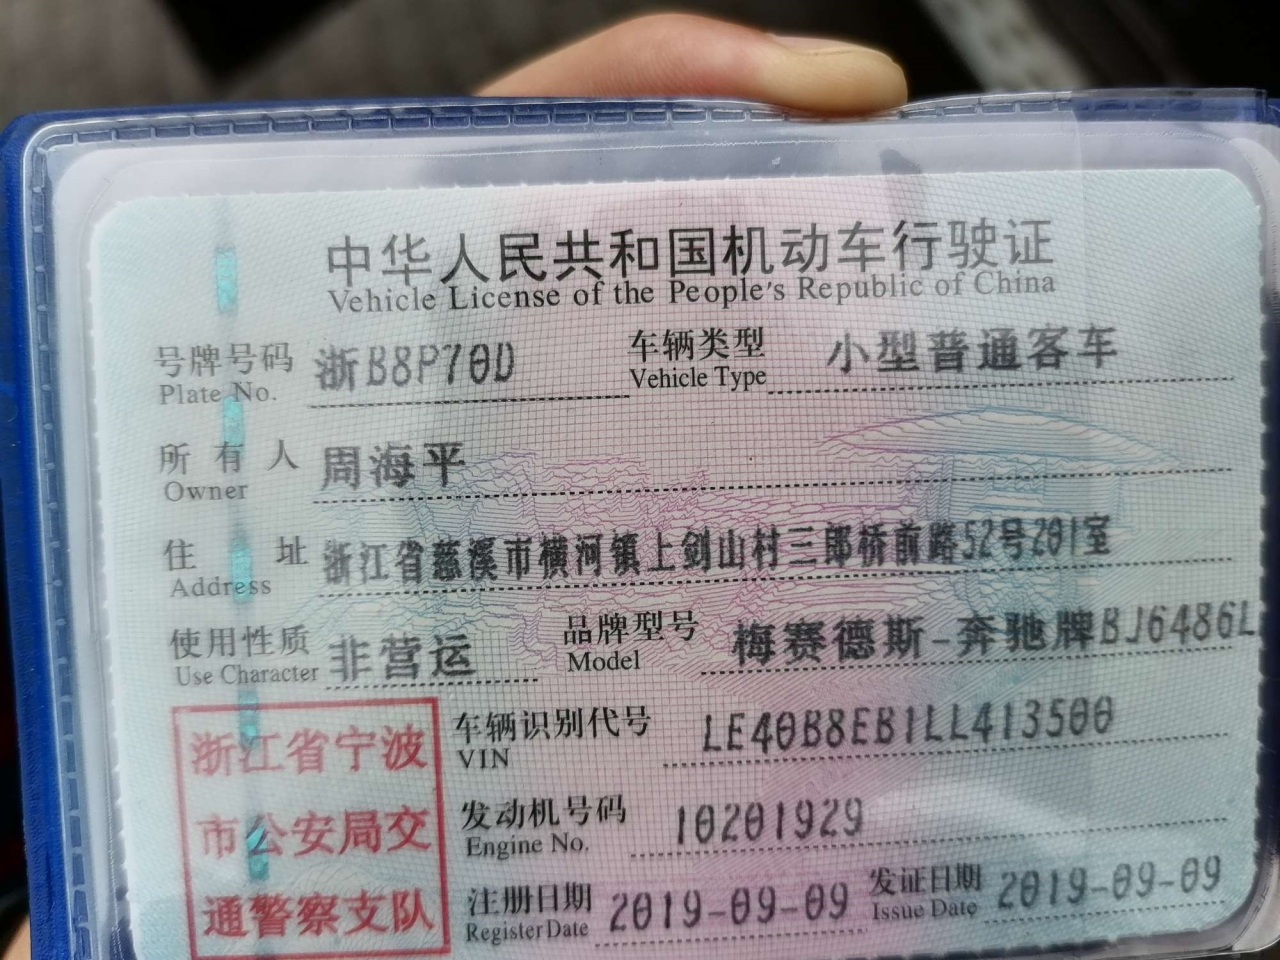 中华人民共和国机动车行驶证
Vehicle License of the People's Republic of China
号牌号码 浙B8P70D 车辆类型 小型普通客车
Plate No. Vehicle Type
所有人 周海平
Owner
住址 浙江省慈溪市横河镇上剑山村三郎桥前路52号201室
Address
使用性质 非营运 品牌型号 梅赛德斯-奔驰牌BJ6486L
Use Character Model
车辆识别代号 LE40B8EB1LL413500
VIN
发动机号码 10201929
Engine No.
注册日期 2019-09-09 发证日期 2019-09-09
Register Date Issue Date
浙江省宁波
市公安局交
通警察支队